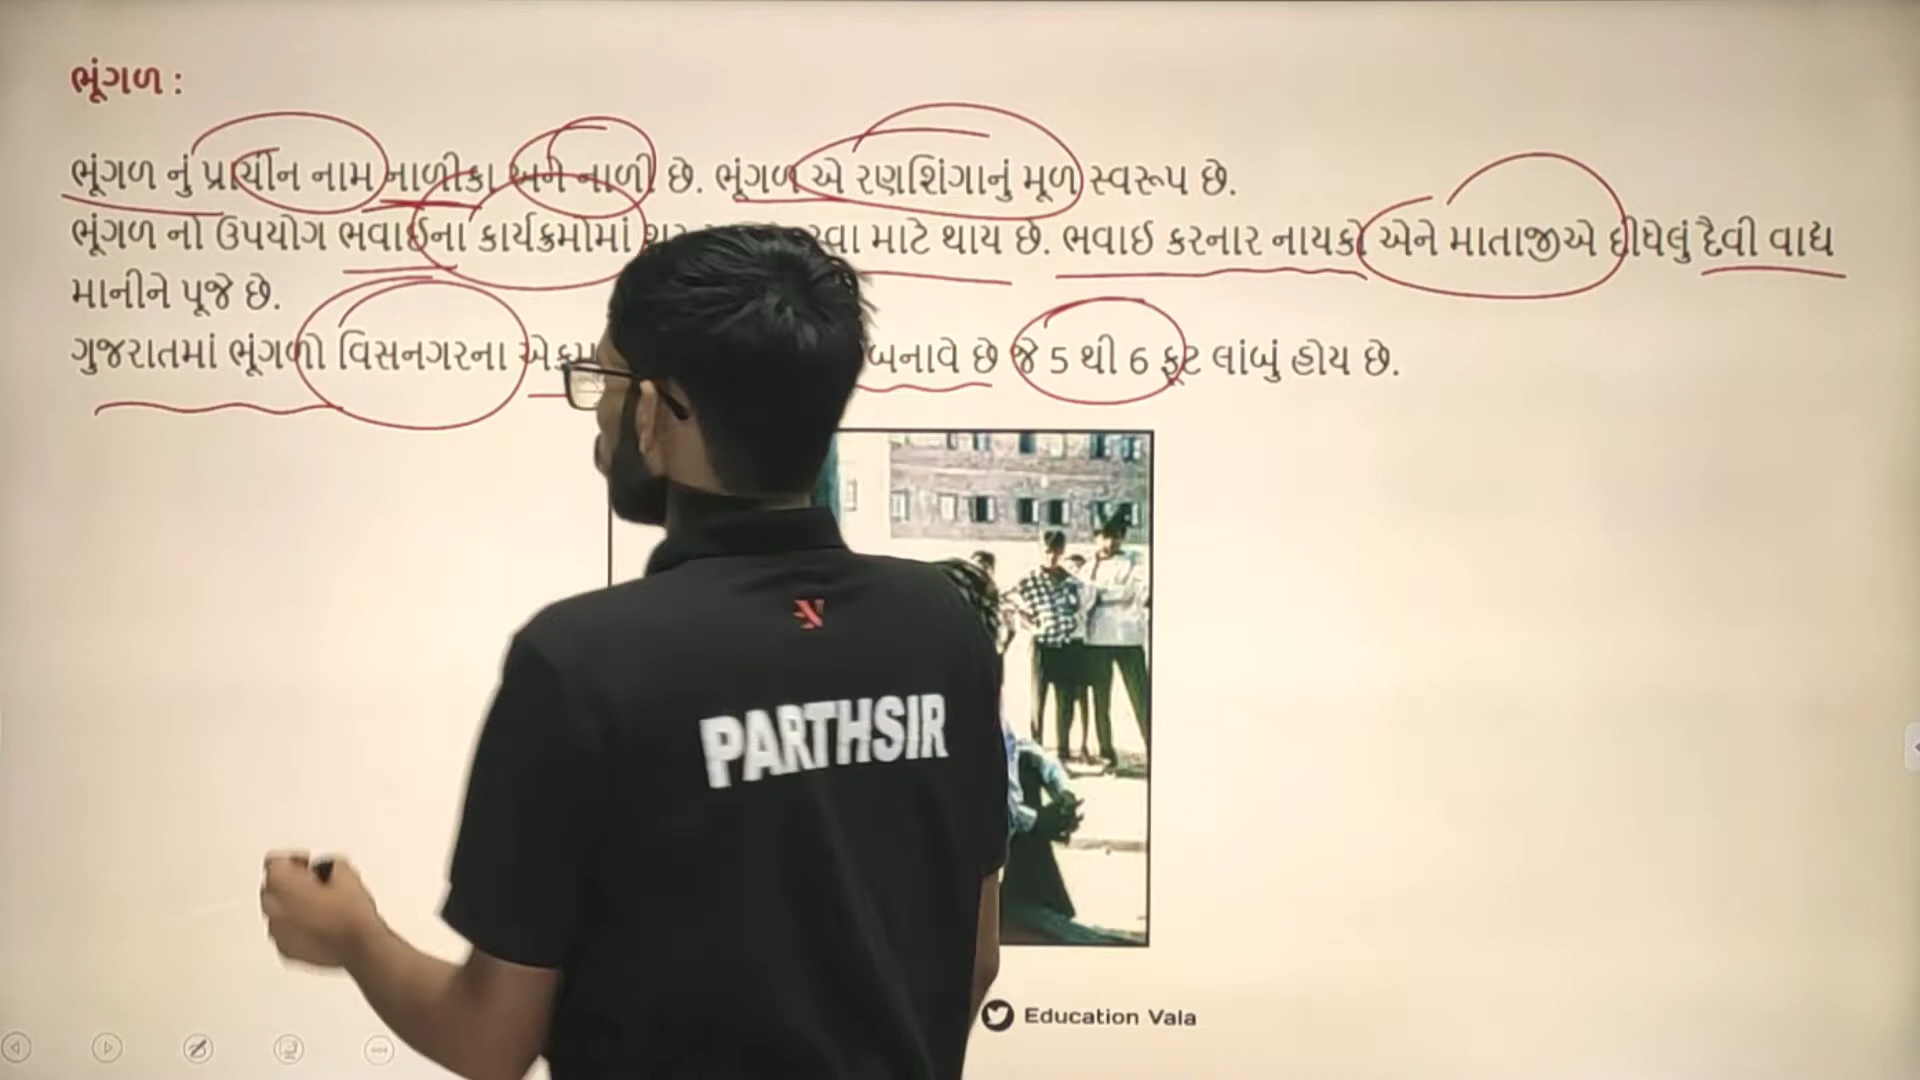 ભૂંગળ :
ભૂંગળ નું પ્રાચીન નામ નાળીકા અને નાળી છે. ભૂંગળ એ રણશિંગાનું મૂળ સ્વરૂપ છે.
ભૂંગળ નો ઉપયોગ ભવાઈના કાર્યક્રમોમાં માટે થાય છે. ભવાઈ કરનાર નાયકો એને માતાજીએ દીધેલું દૈવી વાદ્ય
માનીને પૂજે છે.
ગુજરાતમાં ભૂંગળો વિસનગરના બનાવે છે જે 5 થી 6 ફૂટ લાંબું હોય છે.
PARTHSIR
Education Vala